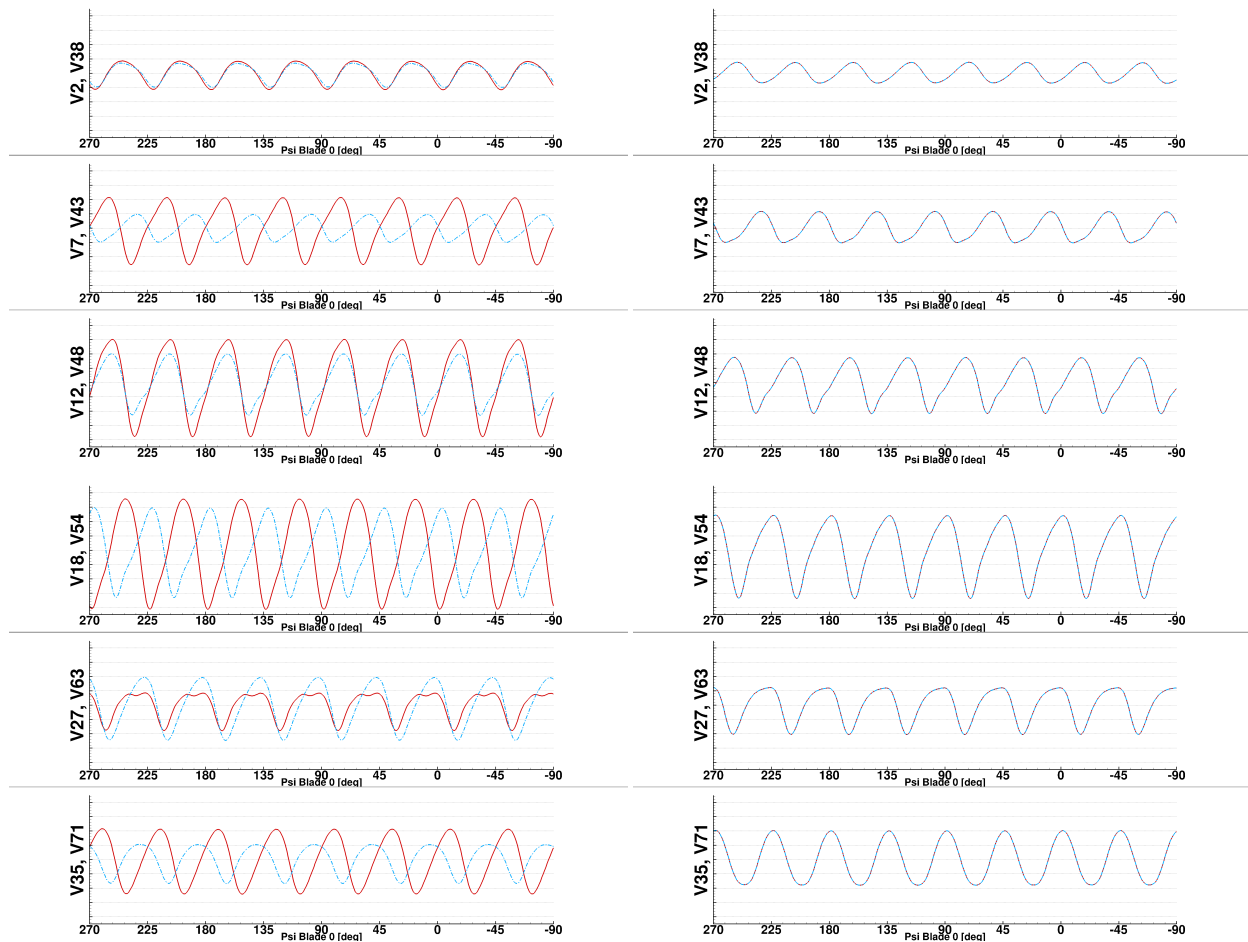 V2, V38
270 225 180 135 90 45 0 -45 -90
Psi Blade 0 [deg]
V2, V38
270 225 180 135 90 45 0 -45 -90
Psi Blade 0 [deg]
V7, V43
270 225 180 135 90 45 0 -45 -90
Psi Blade 0 [deg]
V7, V43
270 225 180 135 90 45 0 -45 -90
Psi Blade 0 [deg]
V12, V48
270 225 180 135 90 45 0 -45 -90
Psi Blade 0 [deg]
V12, V48
270 225 180 135 90 45 0 -45 -90
Psi Blade 0 [deg]
V18, V54
270 225 180 135 90 45 0 -45 -90
Psi Blade 0 [deg]
V18, V54
270 225 180 135 90 45 0 -45 -90
Psi Blade 0 [deg]
V27, V63
270 225 180 135 90 45 0 -45 -90
Psi Blade 0 [deg]
V27, V63
270 225 180 135 90 45 0 -45 -90
Psi Blade 0 [deg]
V35, V71
270 225 180 135 90 45 0 -45 -90
Psi Blade 0 [deg]
V35, V71
270 225 180 135 90 45 0 -45 -90
Psi Blade 0 [deg]